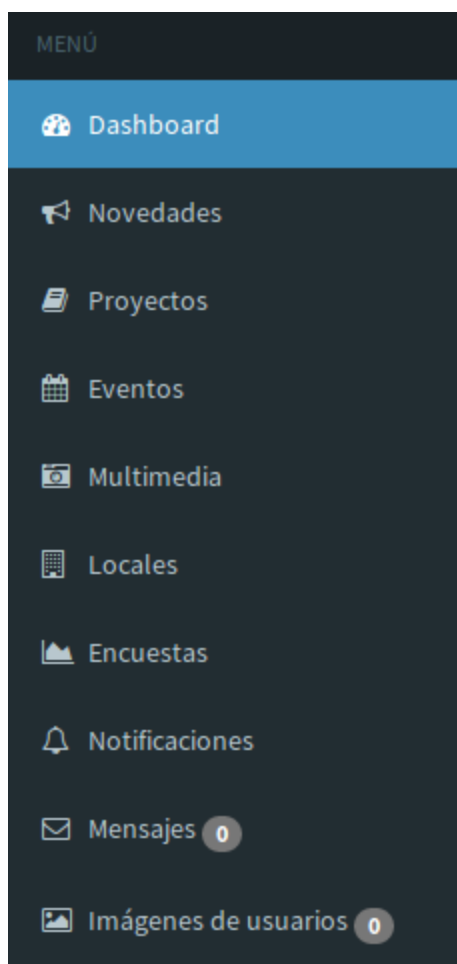 MENÚ
Dashboard
Novedades
Proyectos
Eventos
Multimedia
Locales
Encuestas
Notificaciones
Mensajes 0
Imágenes de usuarios 0